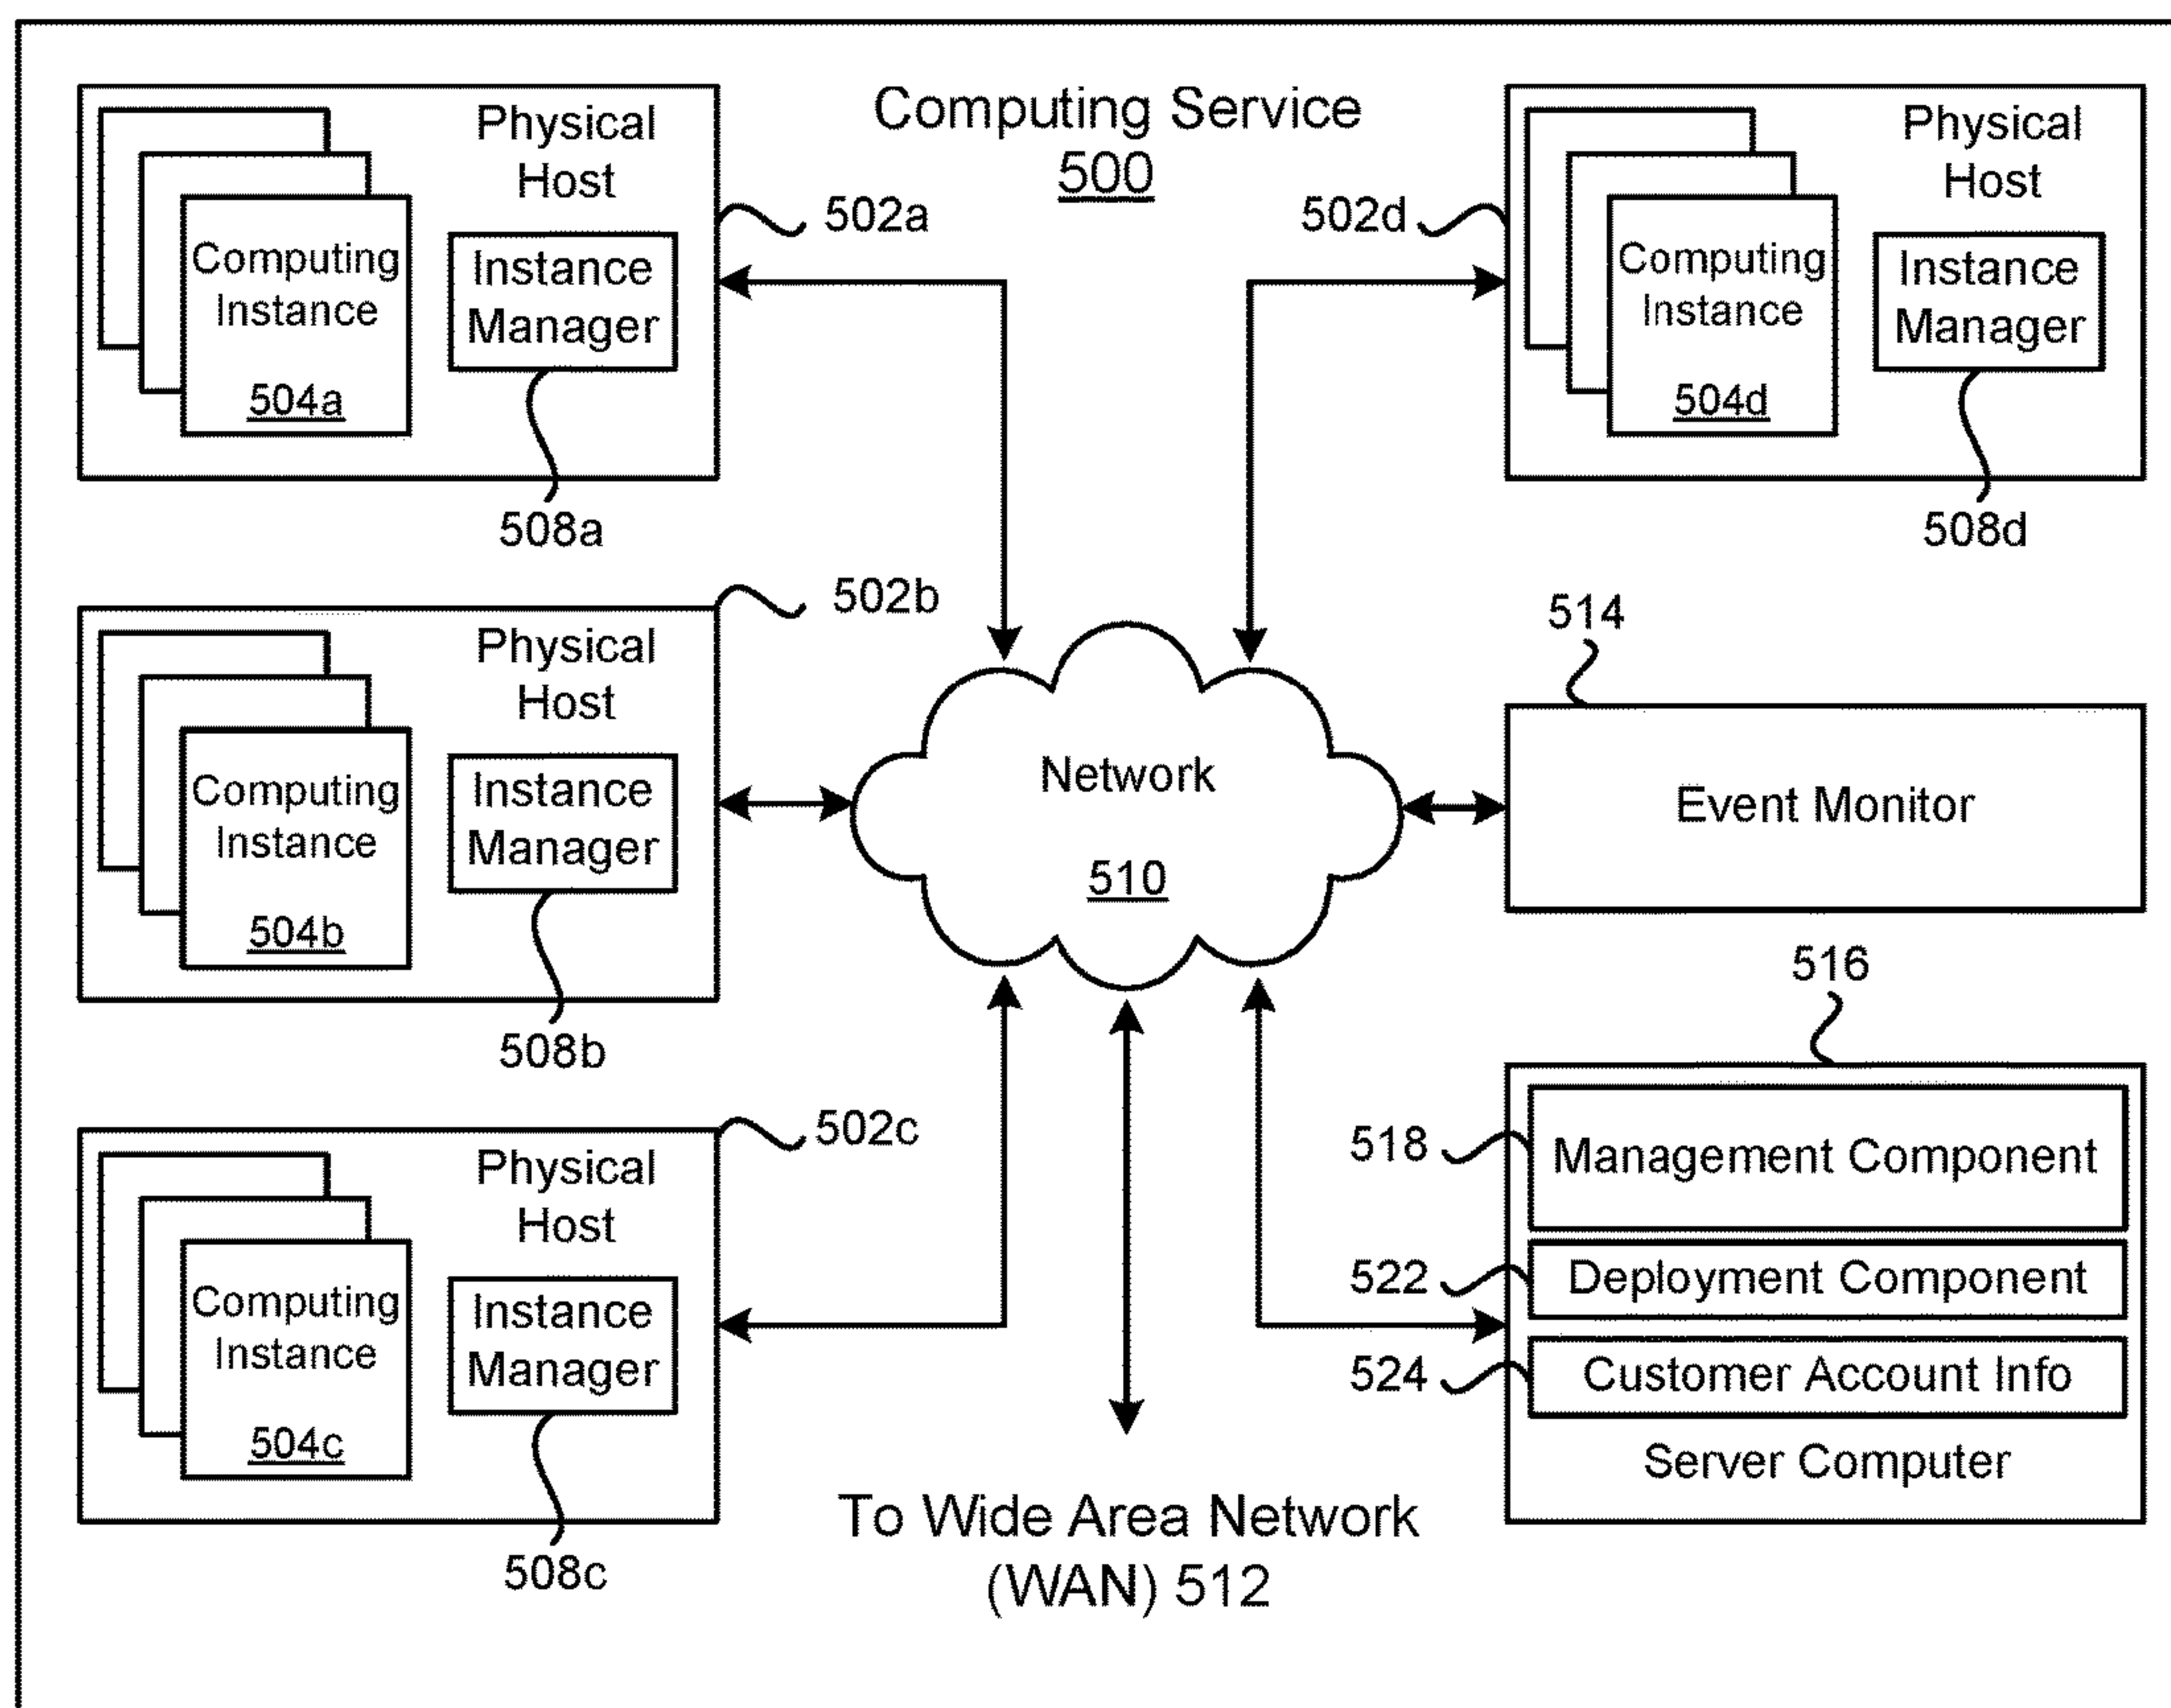 Computing Service
500
Physical
Host
502a
Computing
Instance
504a
Instance
Manager
508a
Physical
Host
502d
Computing
Instance
504d
Instance
Manager
508d
Physical
Host
502b
Computing
Instance
504b
Instance
Manager
508b
Network
510
514
Event Monitor
Physical
Host
502c
Computing
Instance
504c
Instance
Manager
508c
516
518
Management Component
522
Deployment Component
524
Customer Account Info
Server Computer
To Wide Area Network
(WAN) 512